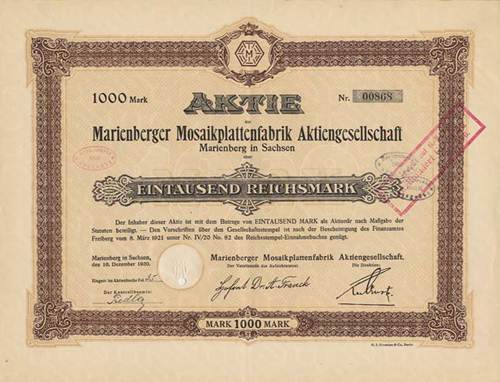 M
1000 Mark
AKTIE
Nr. 00868
der
Marienberger Mosaikplattenfabrik Aktiengesellschaft
Marienberg in Sachsen
über
EINTAUSEND REICHSMARK
Der Inhaber dieser Aktie ist mit dem Betrage von EINTAUSEND MARK als Aktionär nach Maßgabe der
Statuten beteiligt. – Den Vorschriften über den Gesellschaftsstempel ist nach der Bescheinigung des Finanzamtes
Freiberg vom 8. März 1921 unter Nr. IV/20 No. 82 des Reichsstempel-Einnahmebuches genügt.
Marienberg in Sachsen,
den 10. Dezember 1920.
Marienberger Mosaikplattenfabrik Aktiengesellschaft.
Der Vorsitzende des Aufsichtsrats:
Die Direktion:
Der Kontrollbeamte:
MARK 1000 MARK